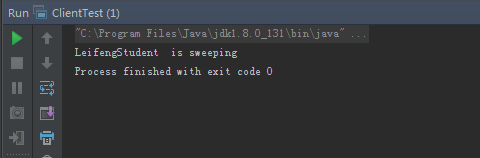 Run ClientTest (1)
"C:\Program Files\Java\jdk1.8.0_131\bin\java" ...
LeifengStudent  is sweeping
Process finished with exit code 0